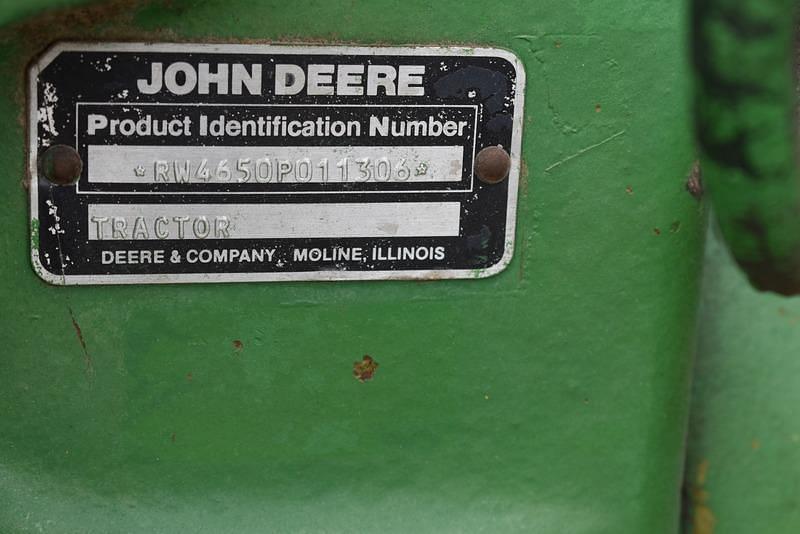 JOHN DEERE
Product Identification Number
*RW4650P011306*
TRACTOR
DEERE & COMPANY MOLINE, ILLINOIS